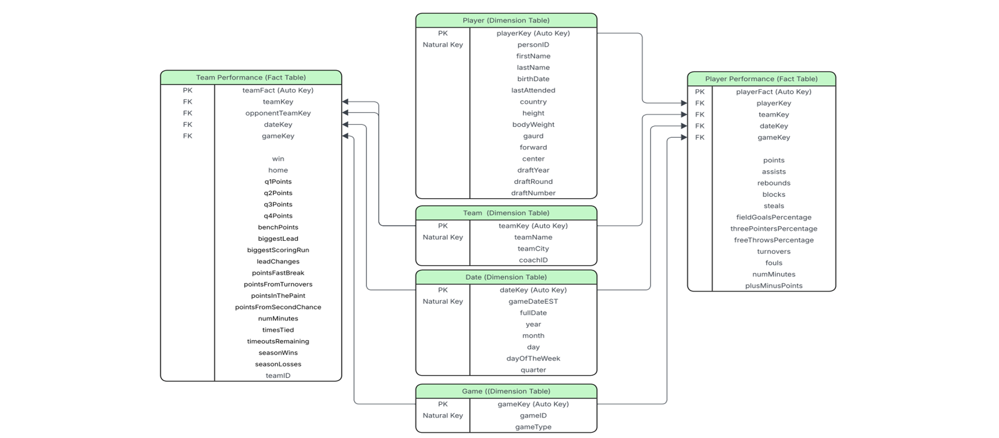 Team Performance (Fact Table)
PK teamFact (Auto Key)
FK teamKey
FK opponentTeamKey
FK dateKey
FK gameKey
win
home
q1Points
q2Points
q3Points
q4Points
benchPoints
biggestLead
biggestScoringRun
leadChanges
pointsFastBreak
pointsFromTurnovers
pointsInThePaint
pointsFromSecondChance
numMinutes
timesTied
timeoutsRemaining
seasonWins
seasonLosses
teamID
Player (Dimension Table)
PK playerKey (Auto Key)
Natural Key personID
firstName
lastName
birthDate
lastAttended
country
height
bodyWeight
gaurd
forward
center
draftYear
draftRound
draftNumber
Team (Dimension Table)
PK teamKey (Auto Key)
Natural Key teamName
teamCity
coachID
Date (Dimension Table)
PK dateKey (Auto Key)
Natural Key gameDateEST
fullDate
year
month
day
dayOfTheWeek
quarter
Game ((Dimension Table)
PK gameKey (Auto Key)
Natural Key gameID
gameType
Player Performance (Fact Table)
PK playerFact (Auto Key)
FK playerKey
FK teamKey
FK dateKey
FK gameKey
points
assists
rebounds
blocks
steals
fieldGoalsPercentage
threePointersPercentage
freeThrowsPercentage
turnovers
fouls
numMinutes
plusMinusPoints